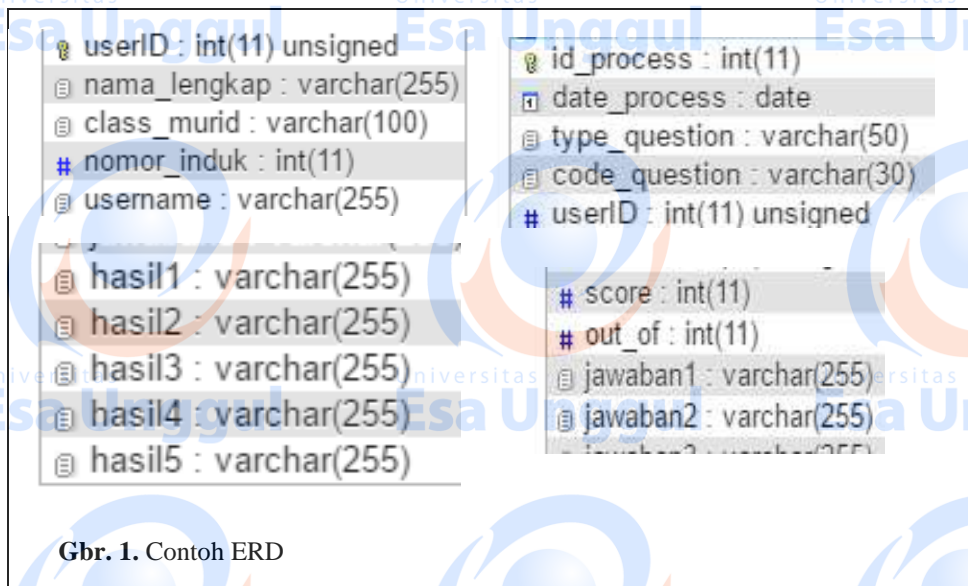 userID : int(11) unsigned
nama_lengkap : varchar(255)
class_murid : varchar(100)
# nomor_induk : int(11)
username : varchar(255)
id_process : int(11)
date_process : date
type_question : varchar(50)
code_question : varchar(30)
# userID : int(11) unsigned
hasil1 : varchar(255)
hasil2 : varchar(255)
hasil3 : varchar(255)
hasil4 : varchar(255)
hasil5 : varchar(255)
# score : int(11)
# out_of : int(11)
jawaban1 : varchar(255)
jawaban2 : varchar(255)
Gbr. 1. Contoh ERD
Universitas
Esa Unggul